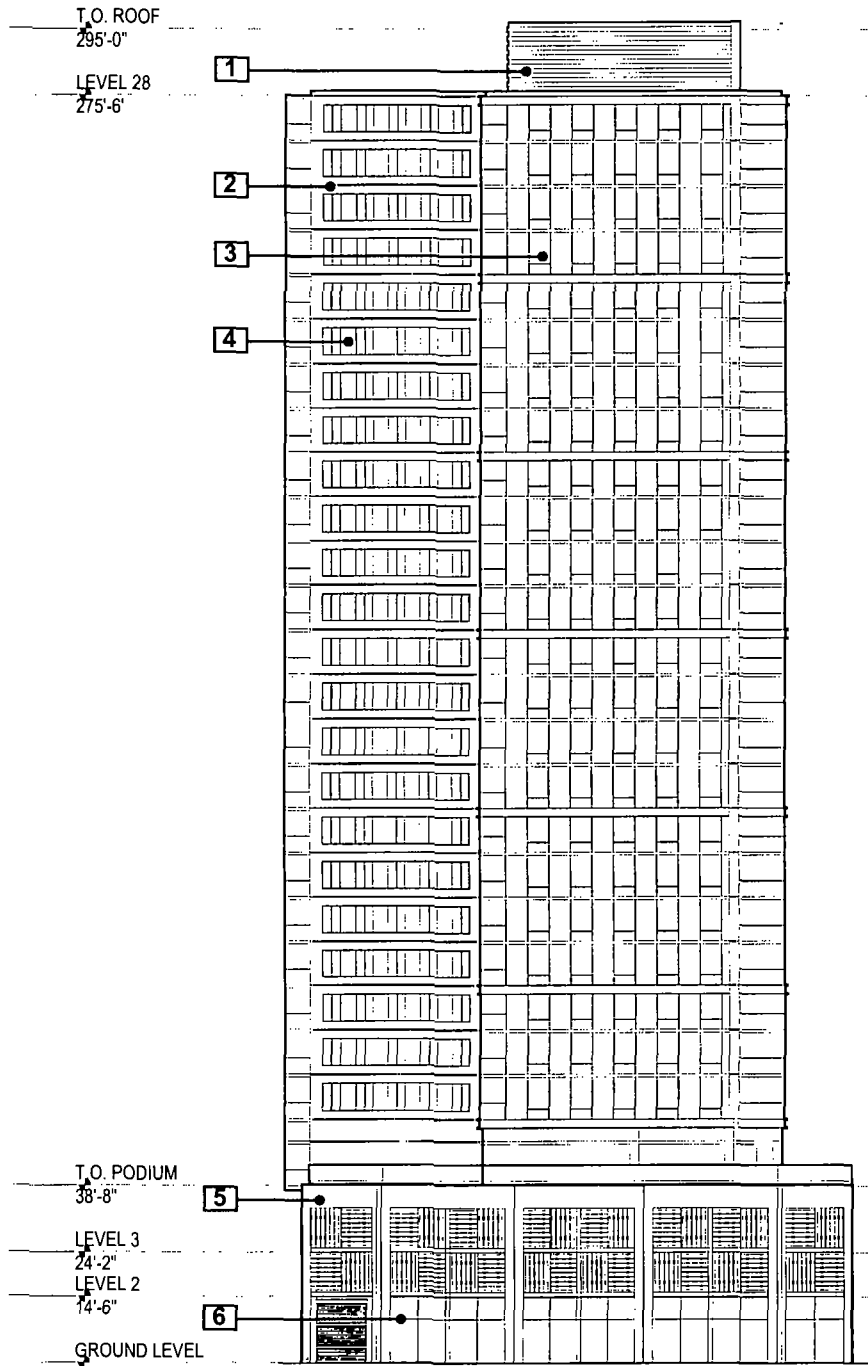 T.O. ROOF
295'-0"
1
LEVEL 28
275'-6'
2
3
4
T.O. PODIUM
38'-8"
5
LEVEL 3
24'-2"
LEVEL 2
14'-6"
6
GROUND LEVEL